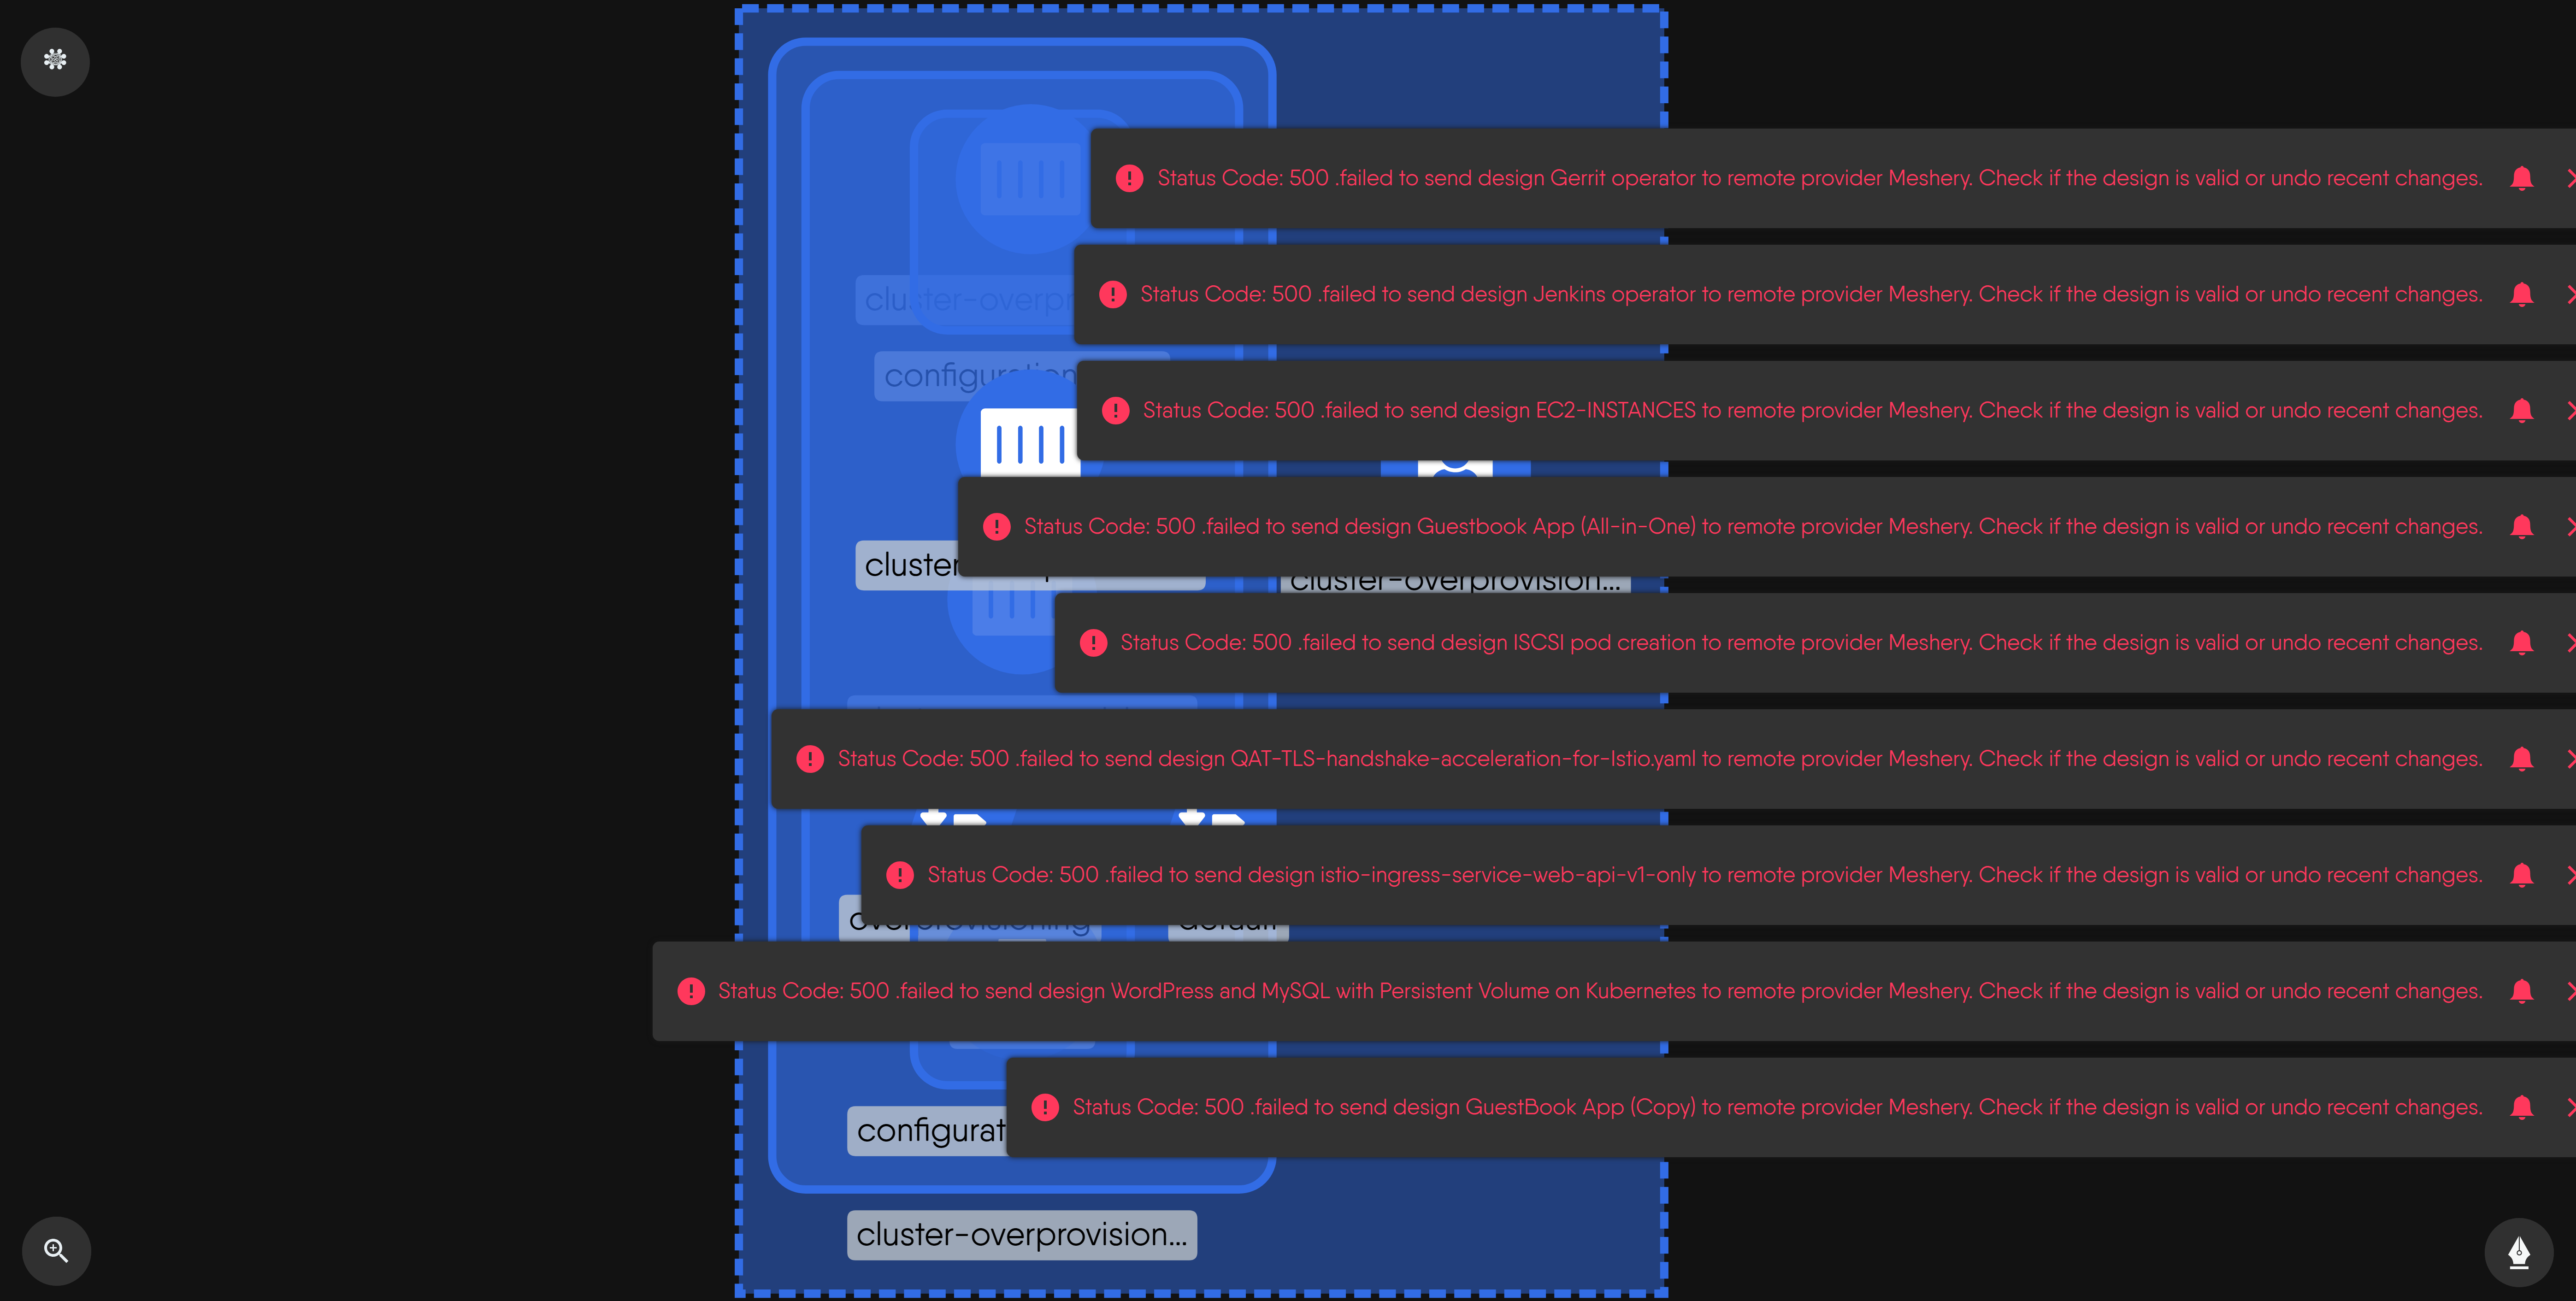 Status Code: 500 .failed to send design Gerrit operator to remote provider Meshery. Check if the design is valid or undo recent changes.
Status Code: 500 .failed to send design Jenkins operator to remote provider Meshery. Check if the design is valid or undo recent changes.
cluster-overpr
configuration
Status Code: 500 .failed to send design EC2-INSTANCES to remote provider Meshery. Check if the design is valid or undo recent changes.
Status Code: 500 .failed to send design Guestbook App (All-in-One) to remote provider Meshery. Check if the design is valid or undo recent changes.
cluster
cluster-overprovision...
Status Code: 500 .failed to send design ISCSI pod creation to remote provider Meshery. Check if the design is valid or undo recent changes.
Status Code: 500 .failed to send design QAT-TLS-handshake-acceleration-for-Istio.yaml to remote provider Meshery. Check if the design is valid or undo recent changes.
Status Code: 500 .failed to send design istio-ingress-service-web-api-v1-only to remote provider Meshery. Check if the design is valid or undo recent changes.
overprovisioning
default
Status Code: 500 .failed to send design WordPress and MySQL with Persistent Volume on Kubernetes to remote provider Meshery. Check if the design is valid or undo recent changes.
Status Code: 500 .failed to send design GuestBook App (Copy) to remote provider Meshery. Check if the design is valid or undo recent changes.
configurat
cluster-overprovision...